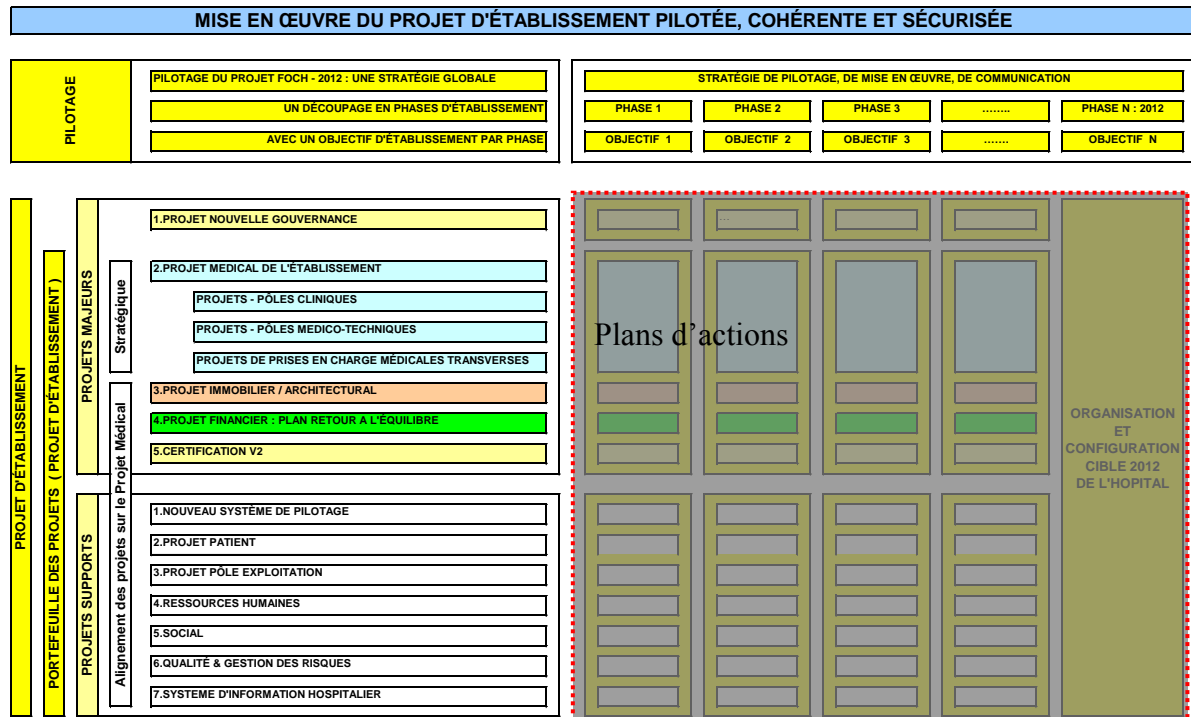 MISE EN ŒUVRE DU PROJET D'ÉTABLISSEMENT PILOTÉE, COHÉRENTE ET SÉCURISÉE
PILOTAGE
PILOTAGE DU PROJET FOCH - 2012 : UNE STRATÉGIE GLOBALE
UN DÉCOUPAGE EN PHASES D'ÉTABLISSEMENT
AVEC UN OBJECTIF D'ÉTABLISSEMENT PAR PHASE
STRATÉGIE DE PILOTAGE, DE MISE EN ŒUVRE, DE COMMUNICATION
PHASE 1 PHASE 2 PHASE 3 ........ PHASE N : 2012
OBJECTIF 1 OBJECTIF 2 OBJECTIF 3 ....... OBJECTIF N
PROJET D'ÉTABLISSEMENT
PORTEFEUILLE DES PROJETS ( PROJET D'ÉTABLISSEMENT )
PROJETS MAJEURS
Stratégique
1.PROJET NOUVELLE GOUVERNANCE
2.PROJET MEDICAL DE L'ÉTABLISSEMENT
PROJETS - PÔLES CLINIQUES
PROJETS - PÔLES MEDICO-TECHNIQUES
PROJETS DE PRISES EN CHARGE MÉDICALES TRANSVERSES
Alignement des projets sur le Projet Médical
3.PROJET IMMOBILIER / ARCHITECTURAL
4.PROJET FINANCIER : PLAN RETOUR A L'ÉQUILIBRE
5.CERTIFICATION V2
PROJETS SUPPORTS
1.NOUVEAU SYSTÈME DE PILOTAGE
2.PROJET PATIENT
3.PROJET PÔLE EXPLOITATION
4.RESSOURCES HUMAINES
5.SOCIAL
6.QUALITÉ & GESTION DES RISQUES
7.SYSTEME D'INFORMATION HOSPITALIER
...
Plans d'actions
ORGANISATION
ET
CONFIGURATION
CIBLE 2012
DE L'HOPITAL